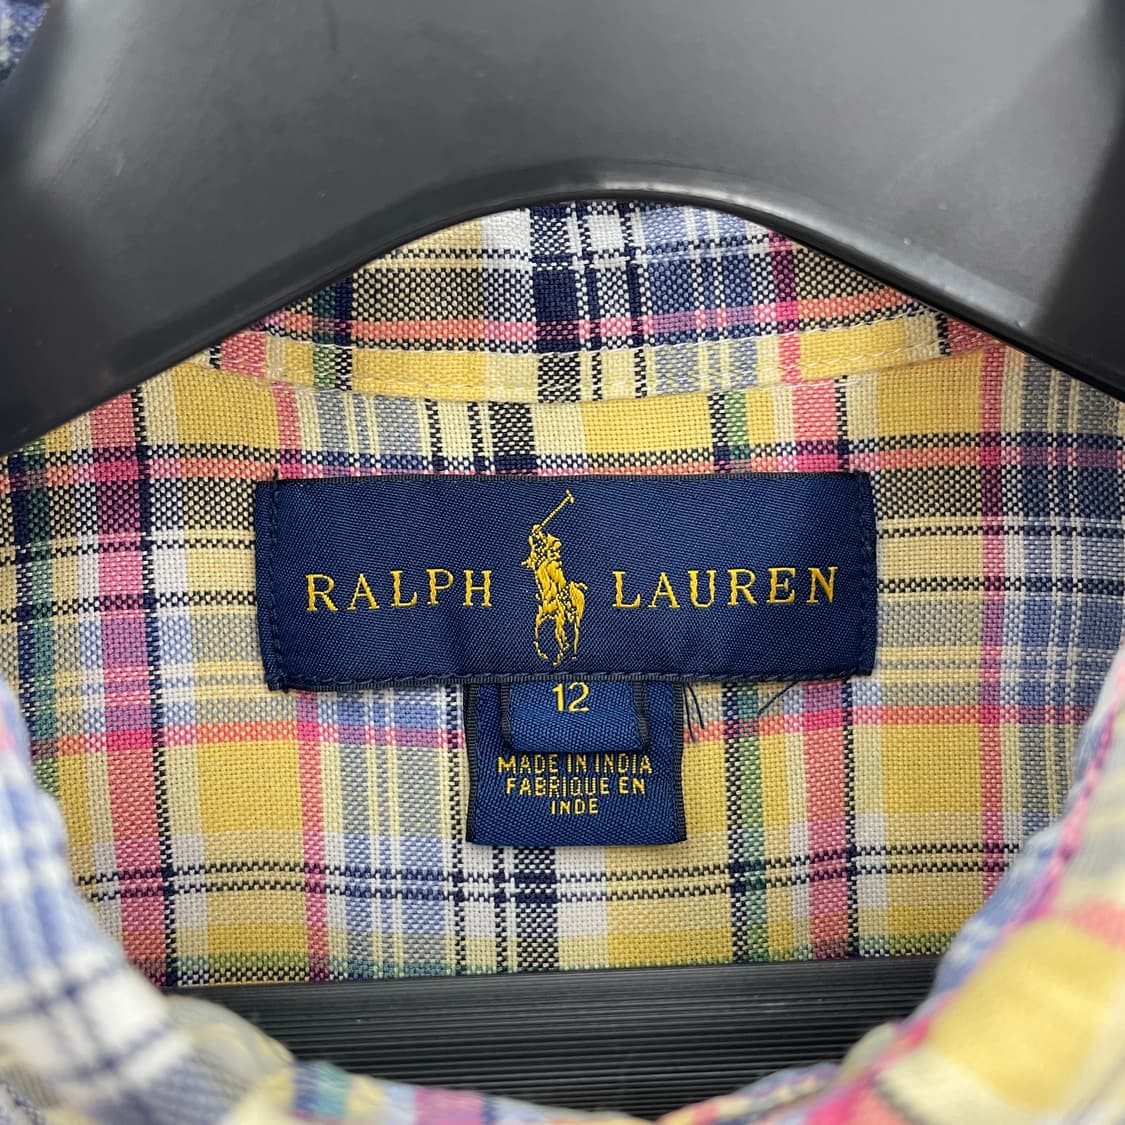 RALPH LAUREN
12
MADE IN INDIA
FABRIQUE EN
INDE